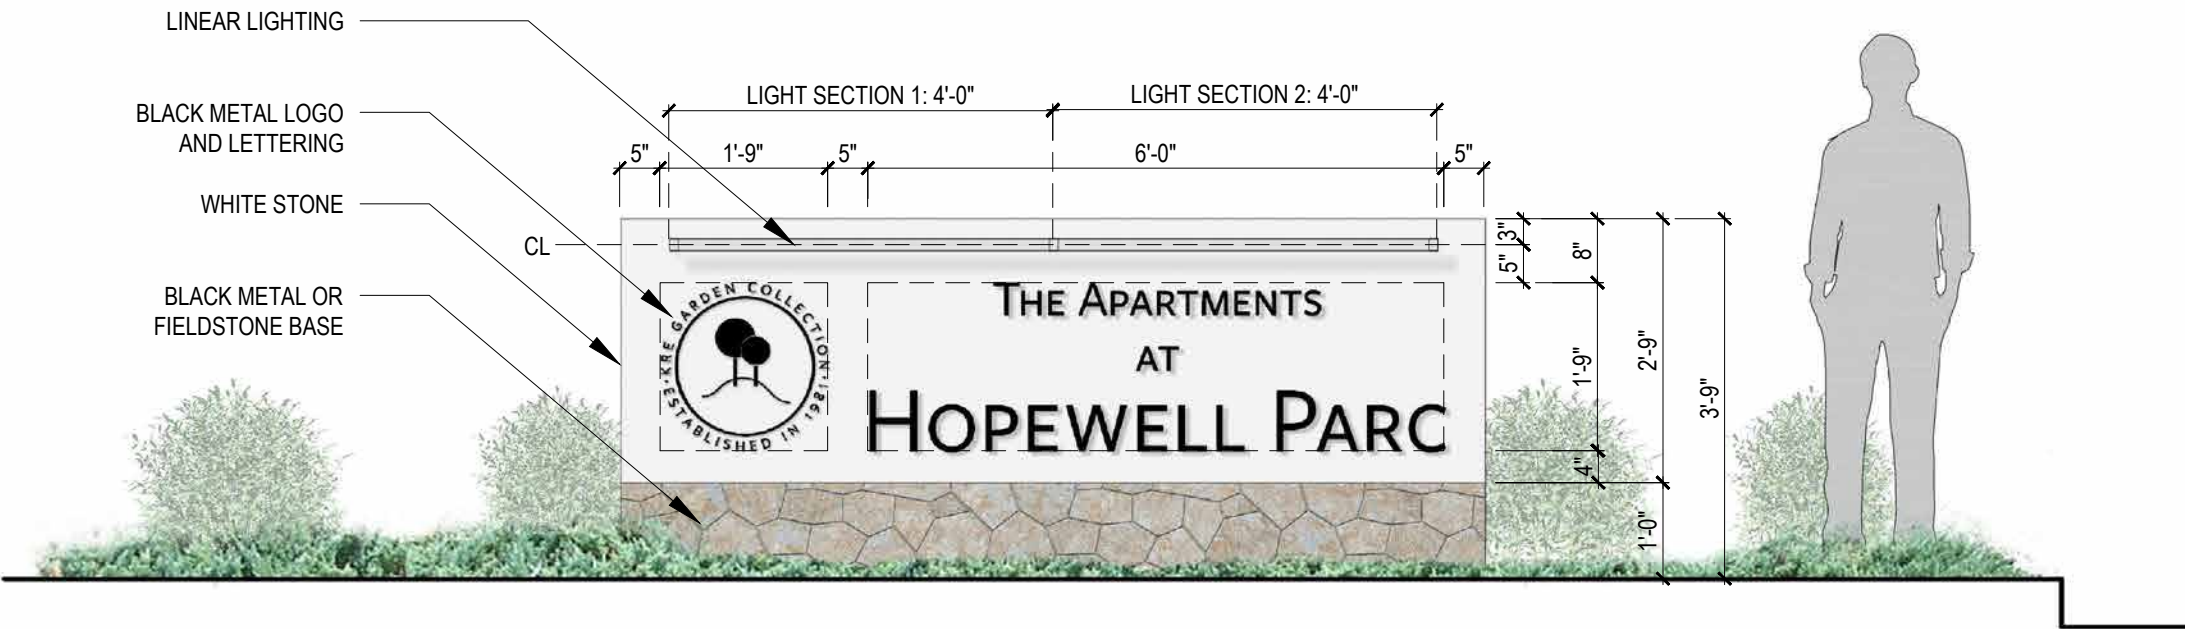 LINEAR LIGHTING
LIGHT SECTION 1: 4'-0"
LIGHT SECTION 2: 4'-0"
BLACK METAL LOGO
AND LETTERING
5"
1'-9"
5"
6'-0"
5"
WHITE STONE
CL
3"
5"
8"
1'-9"
4"
2'-9"
1'-0"
3'-9"
BLACK METAL OR
FIELDSTONE BASE
KRE GARDEN COLLECTION
ESTABLISHED IN 1981
THE APARTMENTS
AT
HOPEWELL PARC